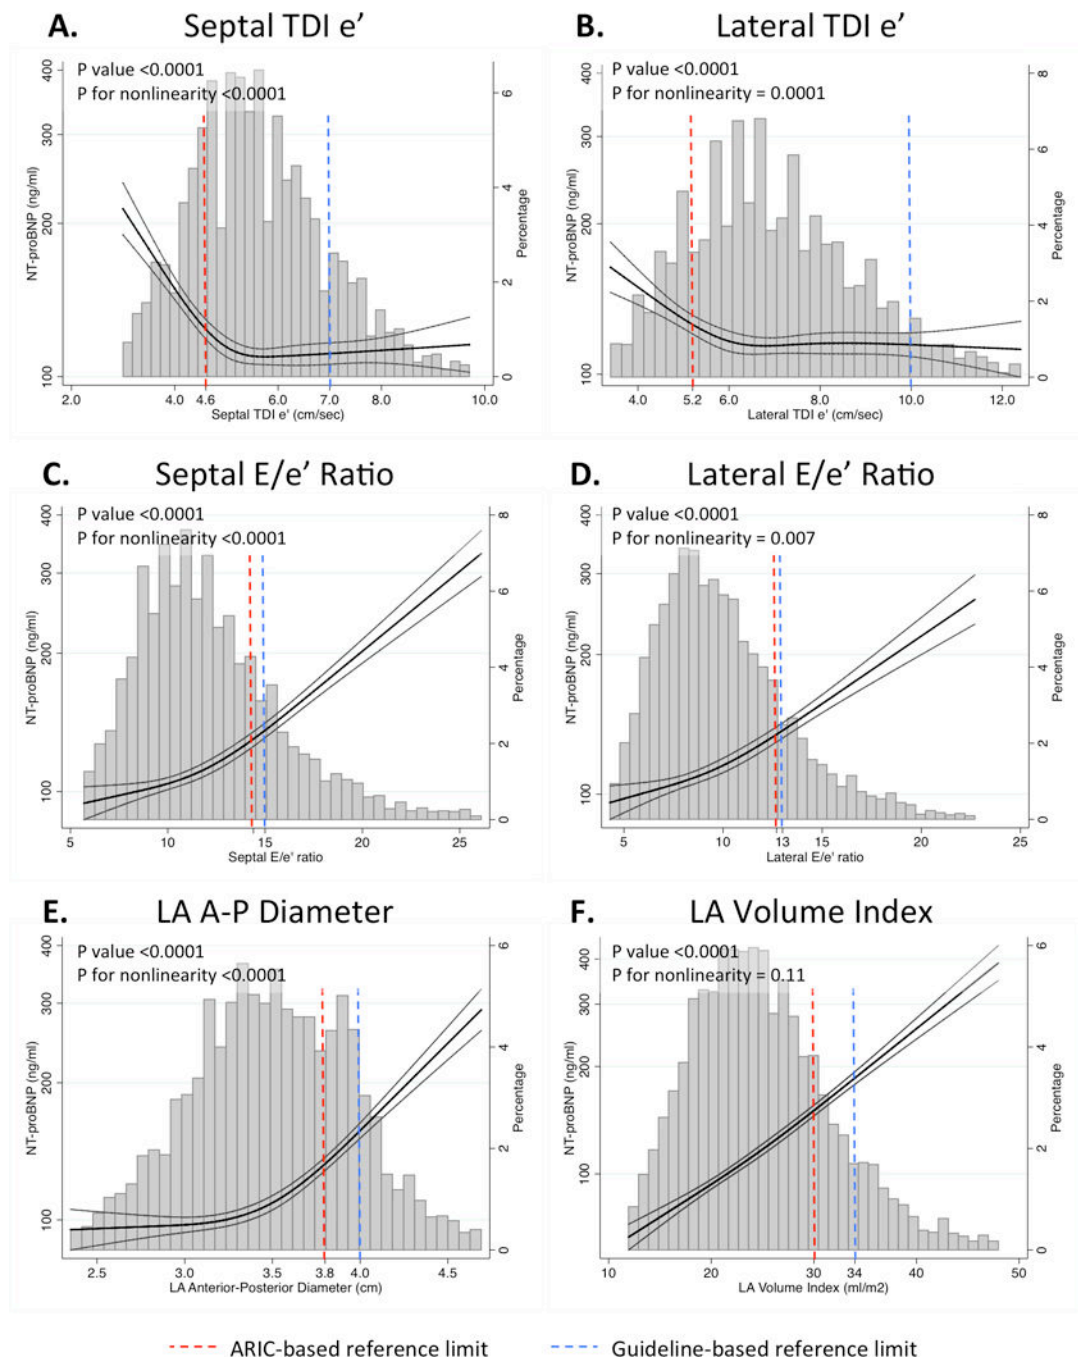 A. Septal TDI e’
P value <0.0001
P for nonlinearity <0.0001
NT-proBNP (ng/ml)
400
300
200
100
Percentage
6
4
2
0
2.0 4.0 4.6 6.0 7.0 8.0 10.0
Septal TDI e' (cm/sec)
B. Lateral TDI e’
P value <0.0001
P for nonlinearity = 0.0001
NT-proBNP (ng/ml)
400
300
200
100
Percentage
8
6
4
2
0
4.0 5.2 6.0 8.0 10.0 12.0
Lateral TDI e' (cm/sec)
C. Septal E/e’ Ratio
P value <0.0001
P for nonlinearity <0.0001
NT-proBNP (ng/ml)
400
300
200
100
Percentage
8
6
4
2
0
5 10 15 20 25
Septal E/e' ratio
D. Lateral E/e’ Ratio
P value <0.0001
P for nonlinearity = 0.007
NT-proBNP (ng/ml)
400
300
200
100
Percentage
8
6
4
2
0
5 10 13 15 20 25
Lateral E/e' ratio
E. LA A-P Diameter
P value <0.0001
P for nonlinearity <0.0001
NT-proBNP (ng/ml)
400
300
200
100
Percentage
6
4
2
0
2.5 3.0 3.5 3.8 4.0 4.5
LA Anterior-Posterior Diameter (cm)
F. LA Volume Index
P value <0.0001
P for nonlinearity = 0.11
NT-proBNP (ng/ml)
400
300
200
100
Percentage
6
4
2
0
10 20 30 34 40 50
LA Volume Index (ml/m2)
ARIC-based reference limit
Guideline-based reference limit